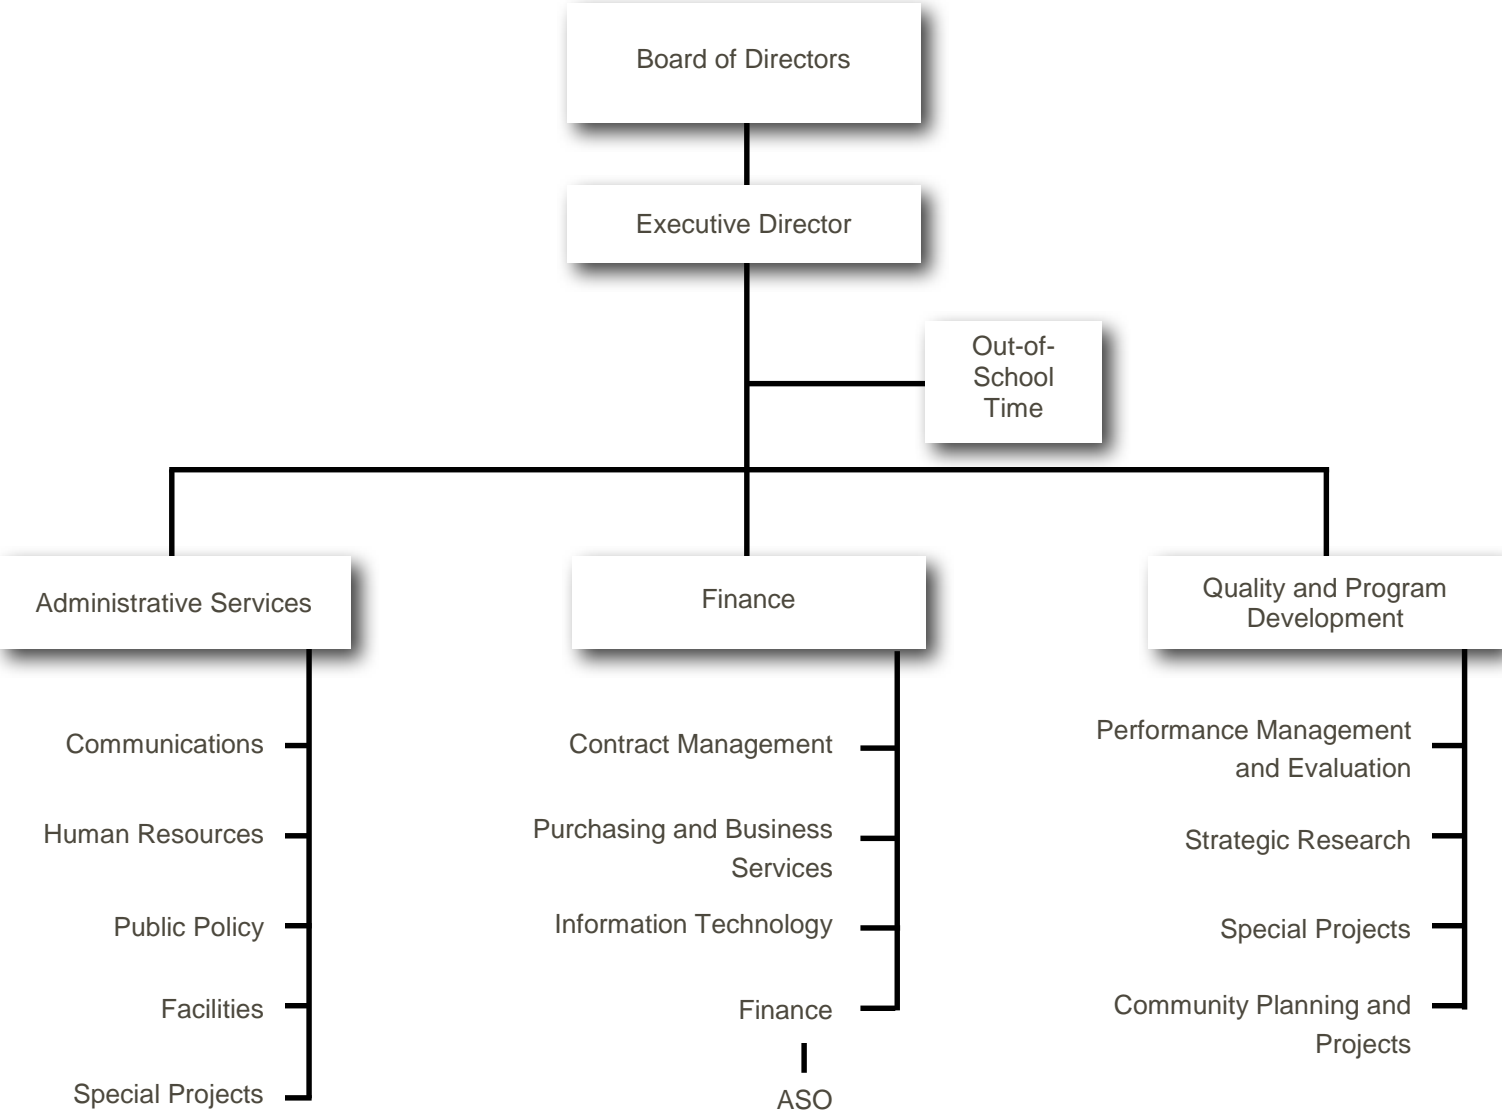 Board of Directors
Executive Director
Out-of-
School
Time
Administrative Services
Finance
Quality and Program
Development
Communications
Human Resources
Public Policy
Facilities
Special Projects
Contract Management
Purchasing and Business
Services
Information Technology
Finance
ASO
Performance Management
and Evaluation
Strategic Research
Special Projects
Community Planning and
Projects